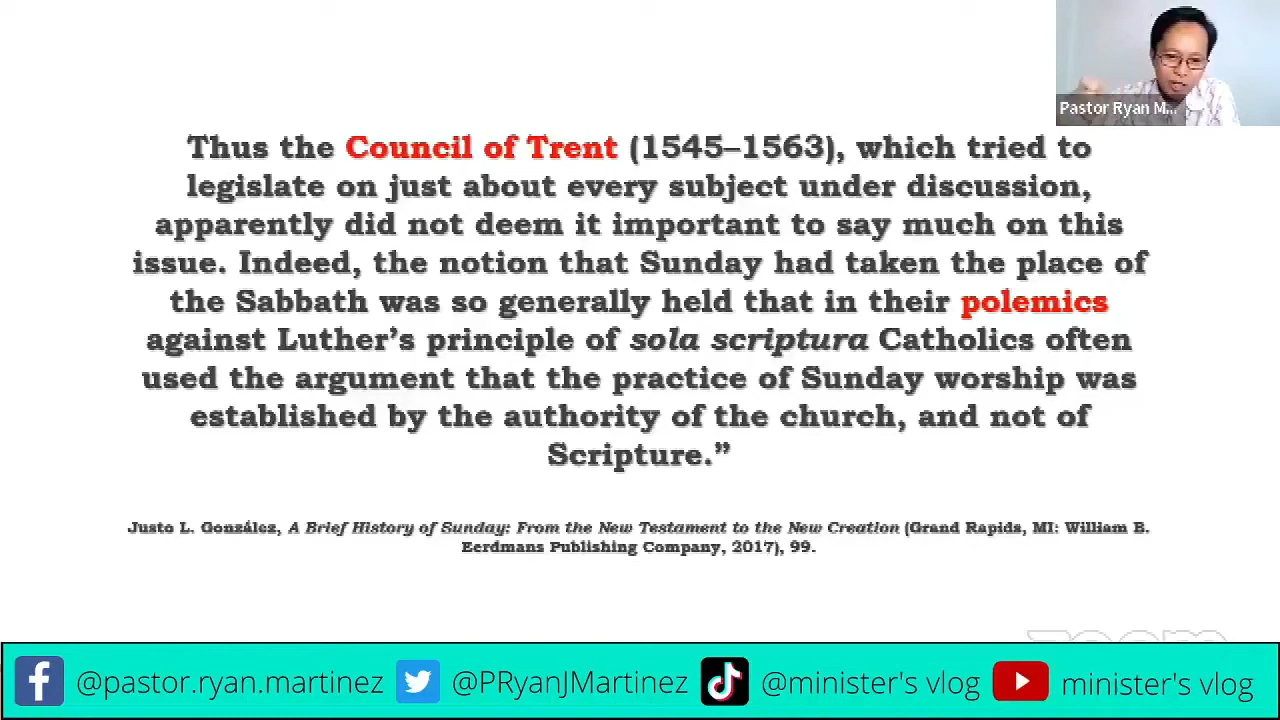 Pastor Ryan M...
Thus the Council of Trent (1545–1563), which tried to
legislate on just about every subject under discussion,
apparently did not deem it important to say much on this
issue. Indeed, the notion that Sunday had taken the place of
the Sabbath was so generally held that in their polemics
against Luther’s principle of sola scriptura Catholics often
used the argument that the practice of Sunday worship was
established by the authority of the church, and not of
Scripture.”
Justo L. González, A Brief History of Sunday: From the New Testament to the New Creation (Grand Rapids, MI: William B.
Eerdmans Publishing Company, 2017), 99.
zoom
@pastor.ryan.martinez @PRyanJMartinez @minister's vlog minister's vlog